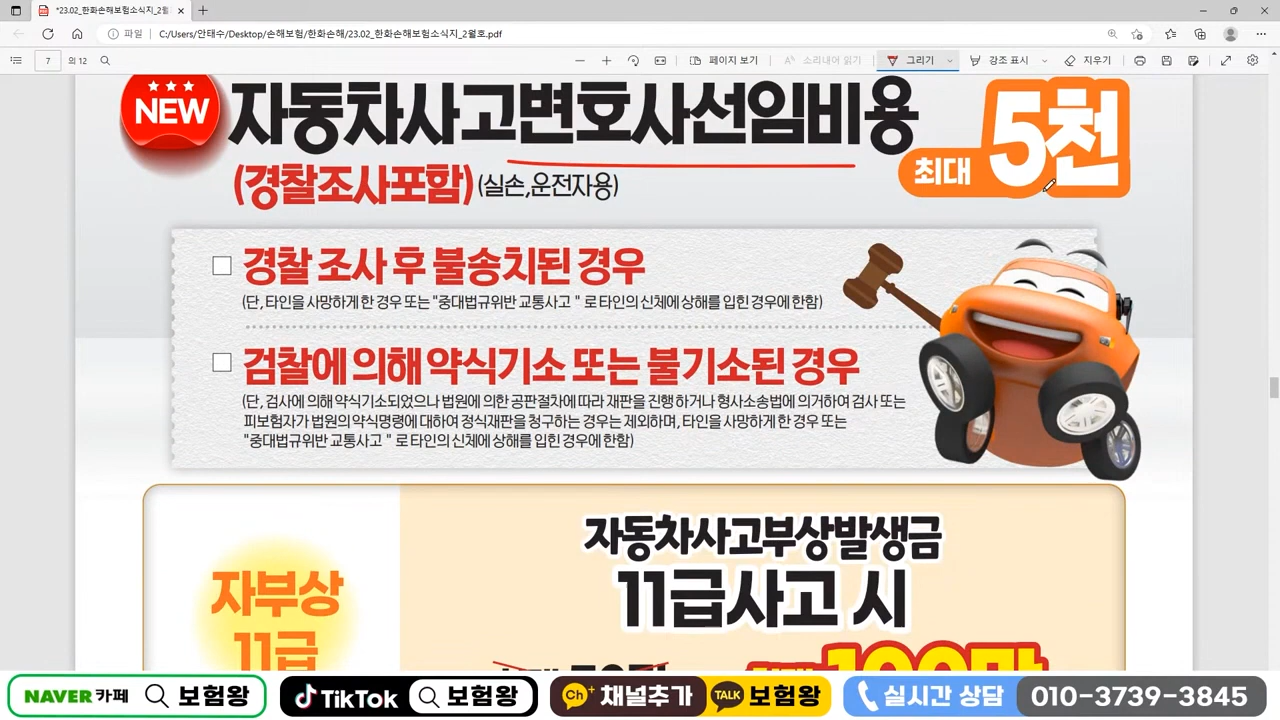 *23.02_한화손해보험소식지_2월
파일
C:/Users/안태수/Desktop/손해보험/한화손해/23.02_한화손해보험소식지_2월호.pdf
7 의 12
페이지 보기
소리내어 읽기
그리기
강조 표시
지우기
NEW
자동차사고변호사선임비용
최대 5천
(경찰조사포함) (실손,운전자용)
경찰 조사 후 불송치된 경우
(단, 타인을 사망하게 한 경우 또는 "중대법규위반 교통사고 " 로 타인의 신체에 상해를 입힌 경우에 한함)
검찰에 의해 약식기소 또는 불기소된 경우
(단, 검사에 의해 약식기소되었으나 법원에 의한 공판절차에 따라 재판을 진행 하거나 형사소송법에 의거하여 검사 또는
피보험자가 법원의 약식명령에 대하여 정식재판을 청구하는 경우는 제외하며, 타인을 사망하게 한 경우 또는
"중대법규위반 교통사고 " 로 타인의 신체에 상해를 입힌 경우에 한함)
자동차사고부상발생금
11급사고 시
자부상
11급
NAVER 카페 보험왕
TikTok 보험왕
Ch+ 채널추가
TALK 보험왕
실시간 상담 010-3739-3845